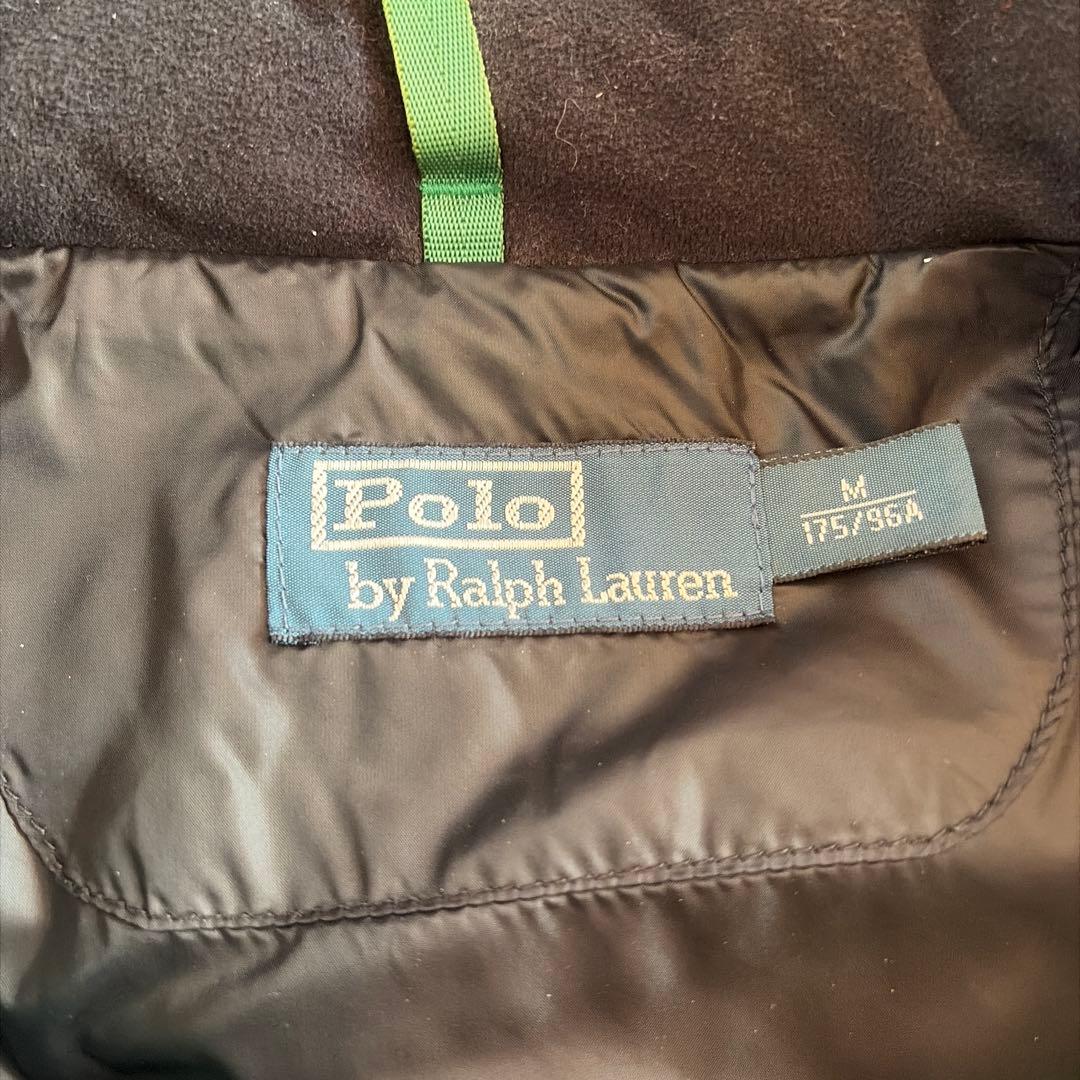 Polo
by Ralph Lauren
M
175/96A